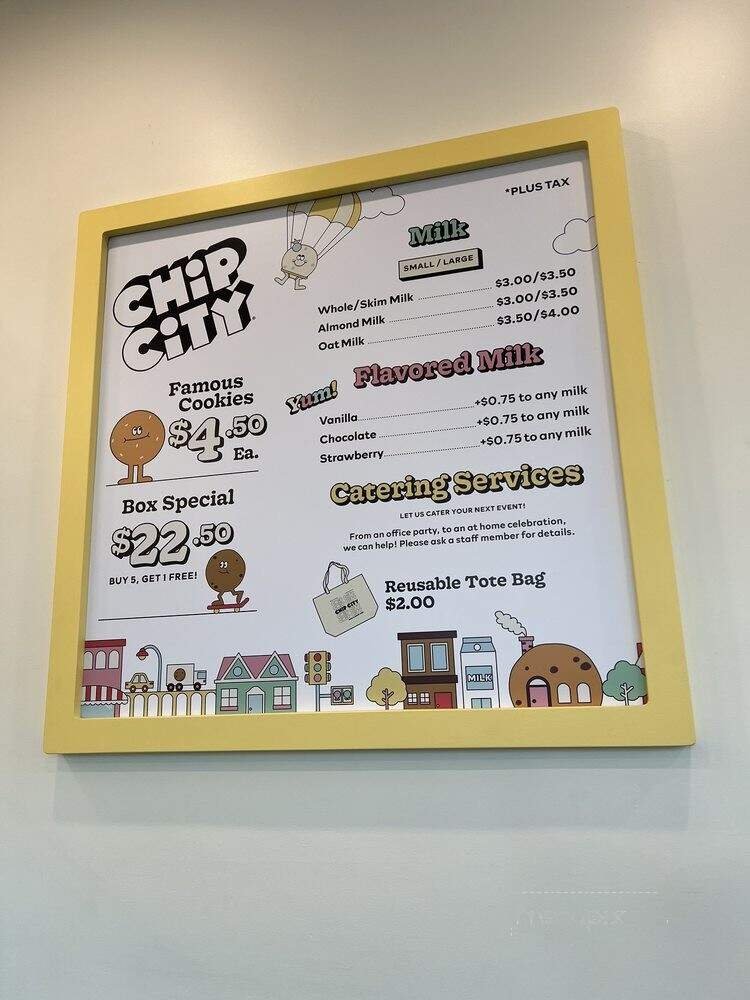 CHiP
CiTY
Famous
Cookies
$4.50
Ea.
Box Special
$22.50
BUY 5, GET 1 FREE!
*PLUS TAX
Milk
SMALL / LARGE
Whole/Skim Milk $3.00/$3.50
Almond Milk $3.00/$3.50
Oat Milk $3.50/$4.00
Yum! Flavored Milk
Vanilla +$0.75 to any milk
Chocolate +$0.75 to any milk
Strawberry +$0.75 to any milk
Catering Services
LET US CATER YOUR NEXT EVENT!
From an office party, to an at home celebration,
we can help! Please ask a staff member for details.
CHIP CITY
Reusable Tote Bag
$2.00
MILK